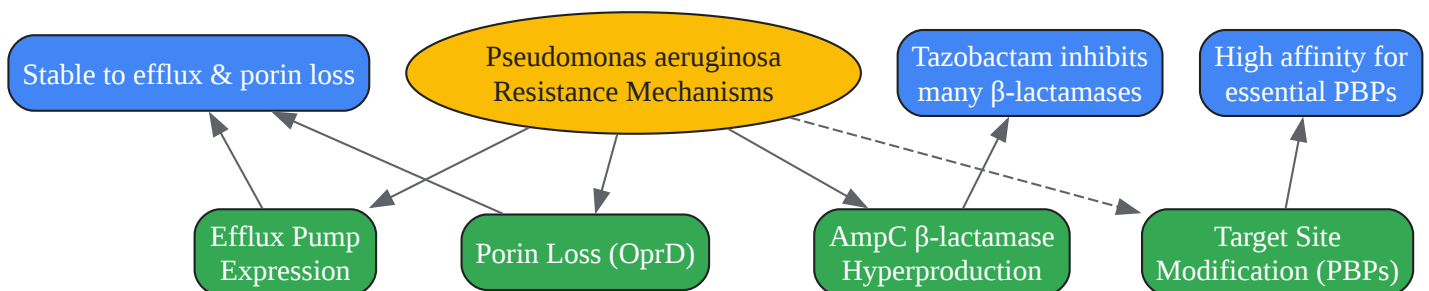 Stable to efflux & porin loss
Pseudomonas aeruginosa
Resistance Mechanisms
Tazobactam inhibits
many β-lactamases
High affinity for
essential PBPs
Efflux Pump
Expression
Porin Loss (OprD)
AmpC β-lactamase
Hyperproduction
Target Site
Modification (PBPs)